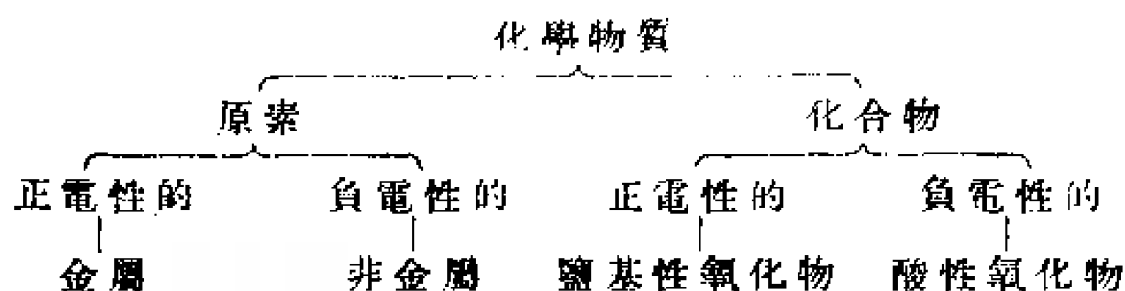 化學物質
原素 化合物
正電性的 負電性的 正電性的 負電性的
金屬 非金屬 鹽基性氧化物 酸性氧化物